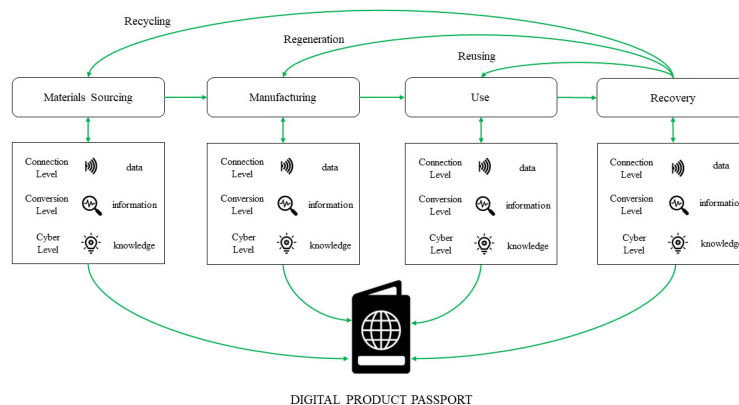 Recycling
Regeneration
Reusing
Materials Sourcing
Manufacturing
Use
Recovery
Connection
Level
data
Conversion
Level
information
Cyber
Level
knowledge
Connection
Level
data
Conversion
Level
information
Cyber
Level
knowledge
Connection
Level
data
Conversion
Level
information
Cyber
Level
knowledge
Connection
Level
data
Conversion
Level
information
Cyber
Level
knowledge
DIGITAL PRODUCT PASSPORT